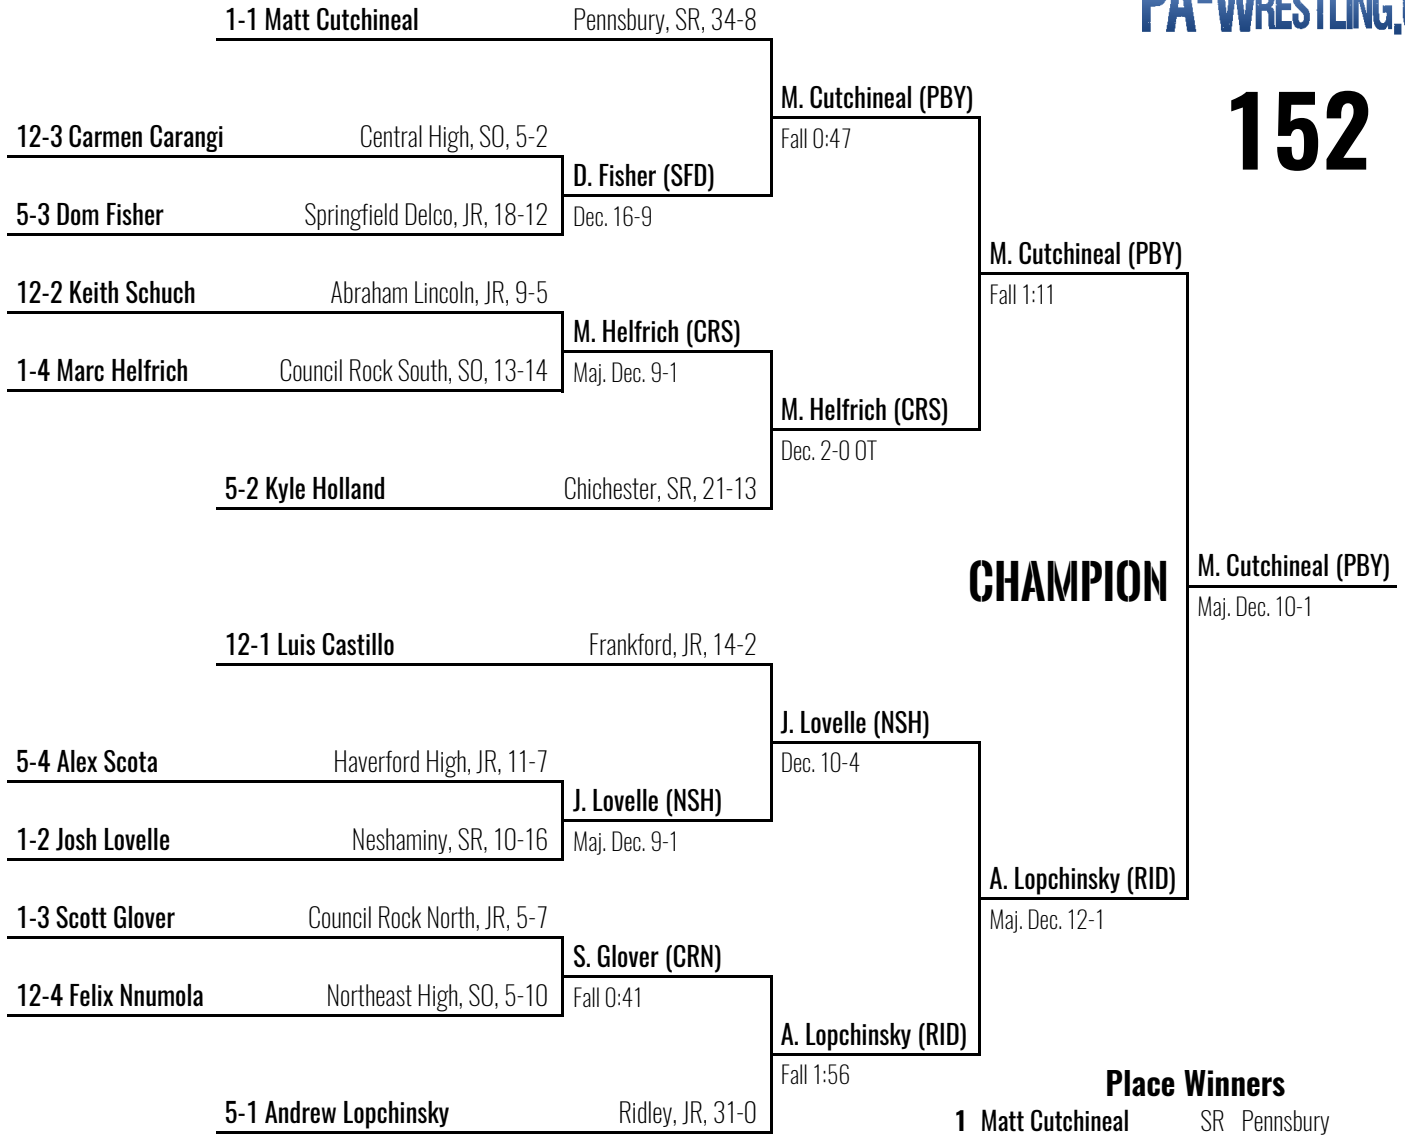 PA-WRESTLING.
152
1-1 Matt Cutchineal Pennsbury, SR, 34-8
M. Cutchineal (PBY)
Fall 0:47
12-3 Carmen Carangi Central High, SO, 5-2
D. Fisher (SFD)
5-3 Dom Fisher Springfield Delco, JR, 18-12
Dec. 16-9
M. Cutchineal (PBY)
Fall 1:11
12-2 Keith Schuch Abraham Lincoln, JR, 9-5
M. Helfrich (CRS)
1-4 Marc Helfrich Council Rock South, SO, 13-14
Maj. Dec. 9-1
M. Helfrich (CRS)
Dec. 2-0 OT
5-2 Kyle Holland Chichester, SR, 21-13
CHAMPION
M. Cutchineal (PBY)
Maj. Dec. 10-1
12-1 Luis Castillo Frankford, JR, 14-2
J. Lovelle (NSH)
Dec. 10-4
5-4 Alex Scota Haverford High, JR, 11-7
J. Lovelle (NSH)
1-2 Josh Lovelle Neshaminy, SR, 10-16
Maj. Dec. 9-1
A. Lopchinsky (RID)
Maj. Dec. 12-1
1-3 Scott Glover Council Rock North, JR, 5-7
S. Glover (CRN)
12-4 Felix Nnumola Northeast High, SO, 5-10
Fall 0:41
A. Lopchinsky (RID)
Fall 1:56
5-1 Andrew Lopchinsky Ridley, JR, 31-0
Place Winners
1 Matt Cutchineal SR Pennsbury